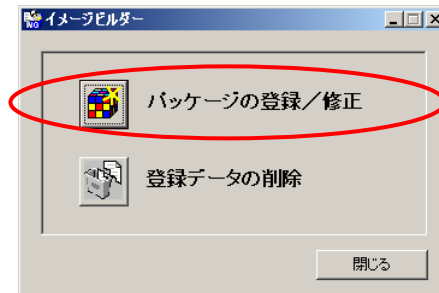 イメージビルダー
パッケージの登録／修正
登録データの削除
閉じる